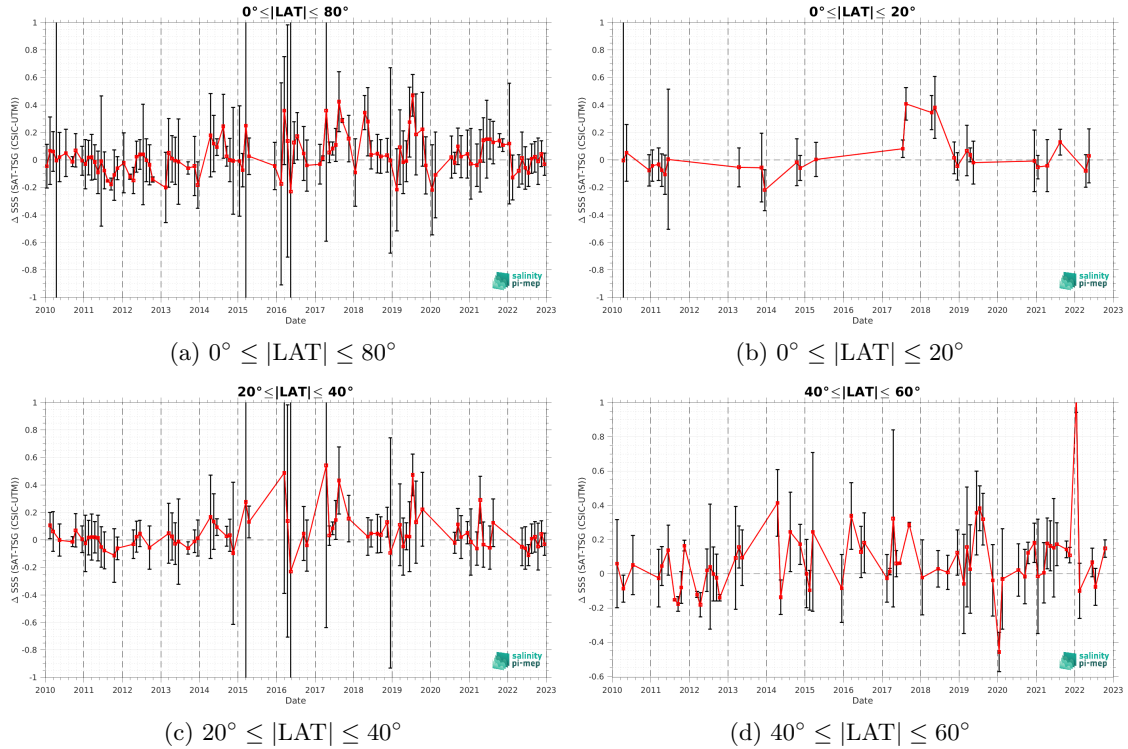 0°≤|LAT|≤ 80°
Δ SSS (SAT-TSG (CSIC-UTM))
1
0.8
0.6
0.4
0.2
0
-0.2
-0.4
-0.6
-0.8
-1
2010 2011 2012 2013 2014 2015 2016 2017 2018 2019 2020 2021 2022 2023
Date
salinity
pi-mep
(a) 0° ≤ |LAT| ≤ 80°
0°≤|LAT|≤ 20°
Δ SSS (SAT-TSG (CSIC-UTM))
1
0.8
0.6
0.4
0.2
0
-0.2
-0.4
-0.6
-0.8
-1
2010 2011 2012 2013 2014 2015 2016 2017 2018 2019 2020 2021 2022 2023
Date
salinity
pi-mep
(b) 0° ≤ |LAT| ≤ 20°
20°≤|LAT|≤ 40°
Δ SSS (SAT-TSG (CSIC-UTM))
1
0.8
0.6
0.4
0.2
0
-0.2
-0.4
-0.6
-0.8
-1
2010 2011 2012 2013 2014 2015 2016 2017 2018 2019 2020 2021 2022 2023
Date
salinity
pi-mep
(c) 20° ≤ |LAT| ≤ 40°
40°≤|LAT|≤ 60°
Δ SSS (SAT-TSG (CSIC-UTM))
1
0.8
0.6
0.4
0.2
0
-0.2
-0.4
-0.6
2010 2011 2012 2013 2014 2015 2016 2017 2018 2019 2020 2021 2022 2023
Date
salinity
pi-mep
(d) 40° ≤ |LAT| ≤ 60°